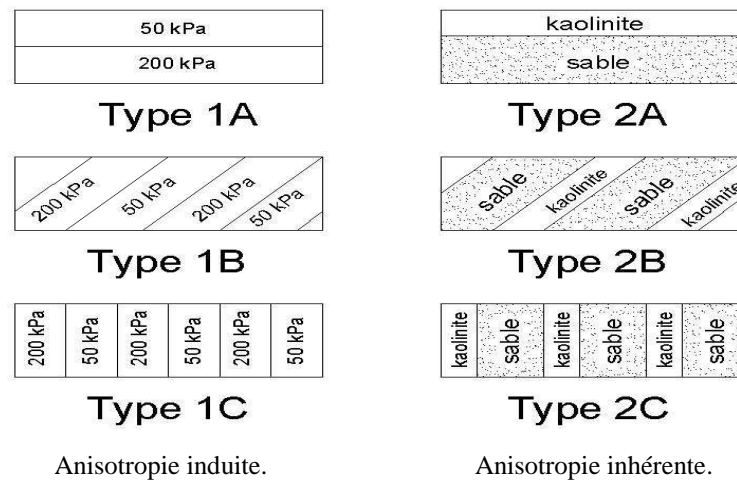 50 kPa
200 kPa
Type 1A
kaolinite
sable
Type 2A
200 kPa
50 kPa
200 kPa
50 kPa
Type 1B
sable
kaolinite
sable
kaolinite
Type 2B
200 kPa
50 kPa
200 kPa
50 kPa
200 kPa
50 kPa
Type 1C
kaolinite
sable
kaolinite
sable
kaolinite
sable
Type 2C
Anisotropie induite.
Anisotropie inhérente.